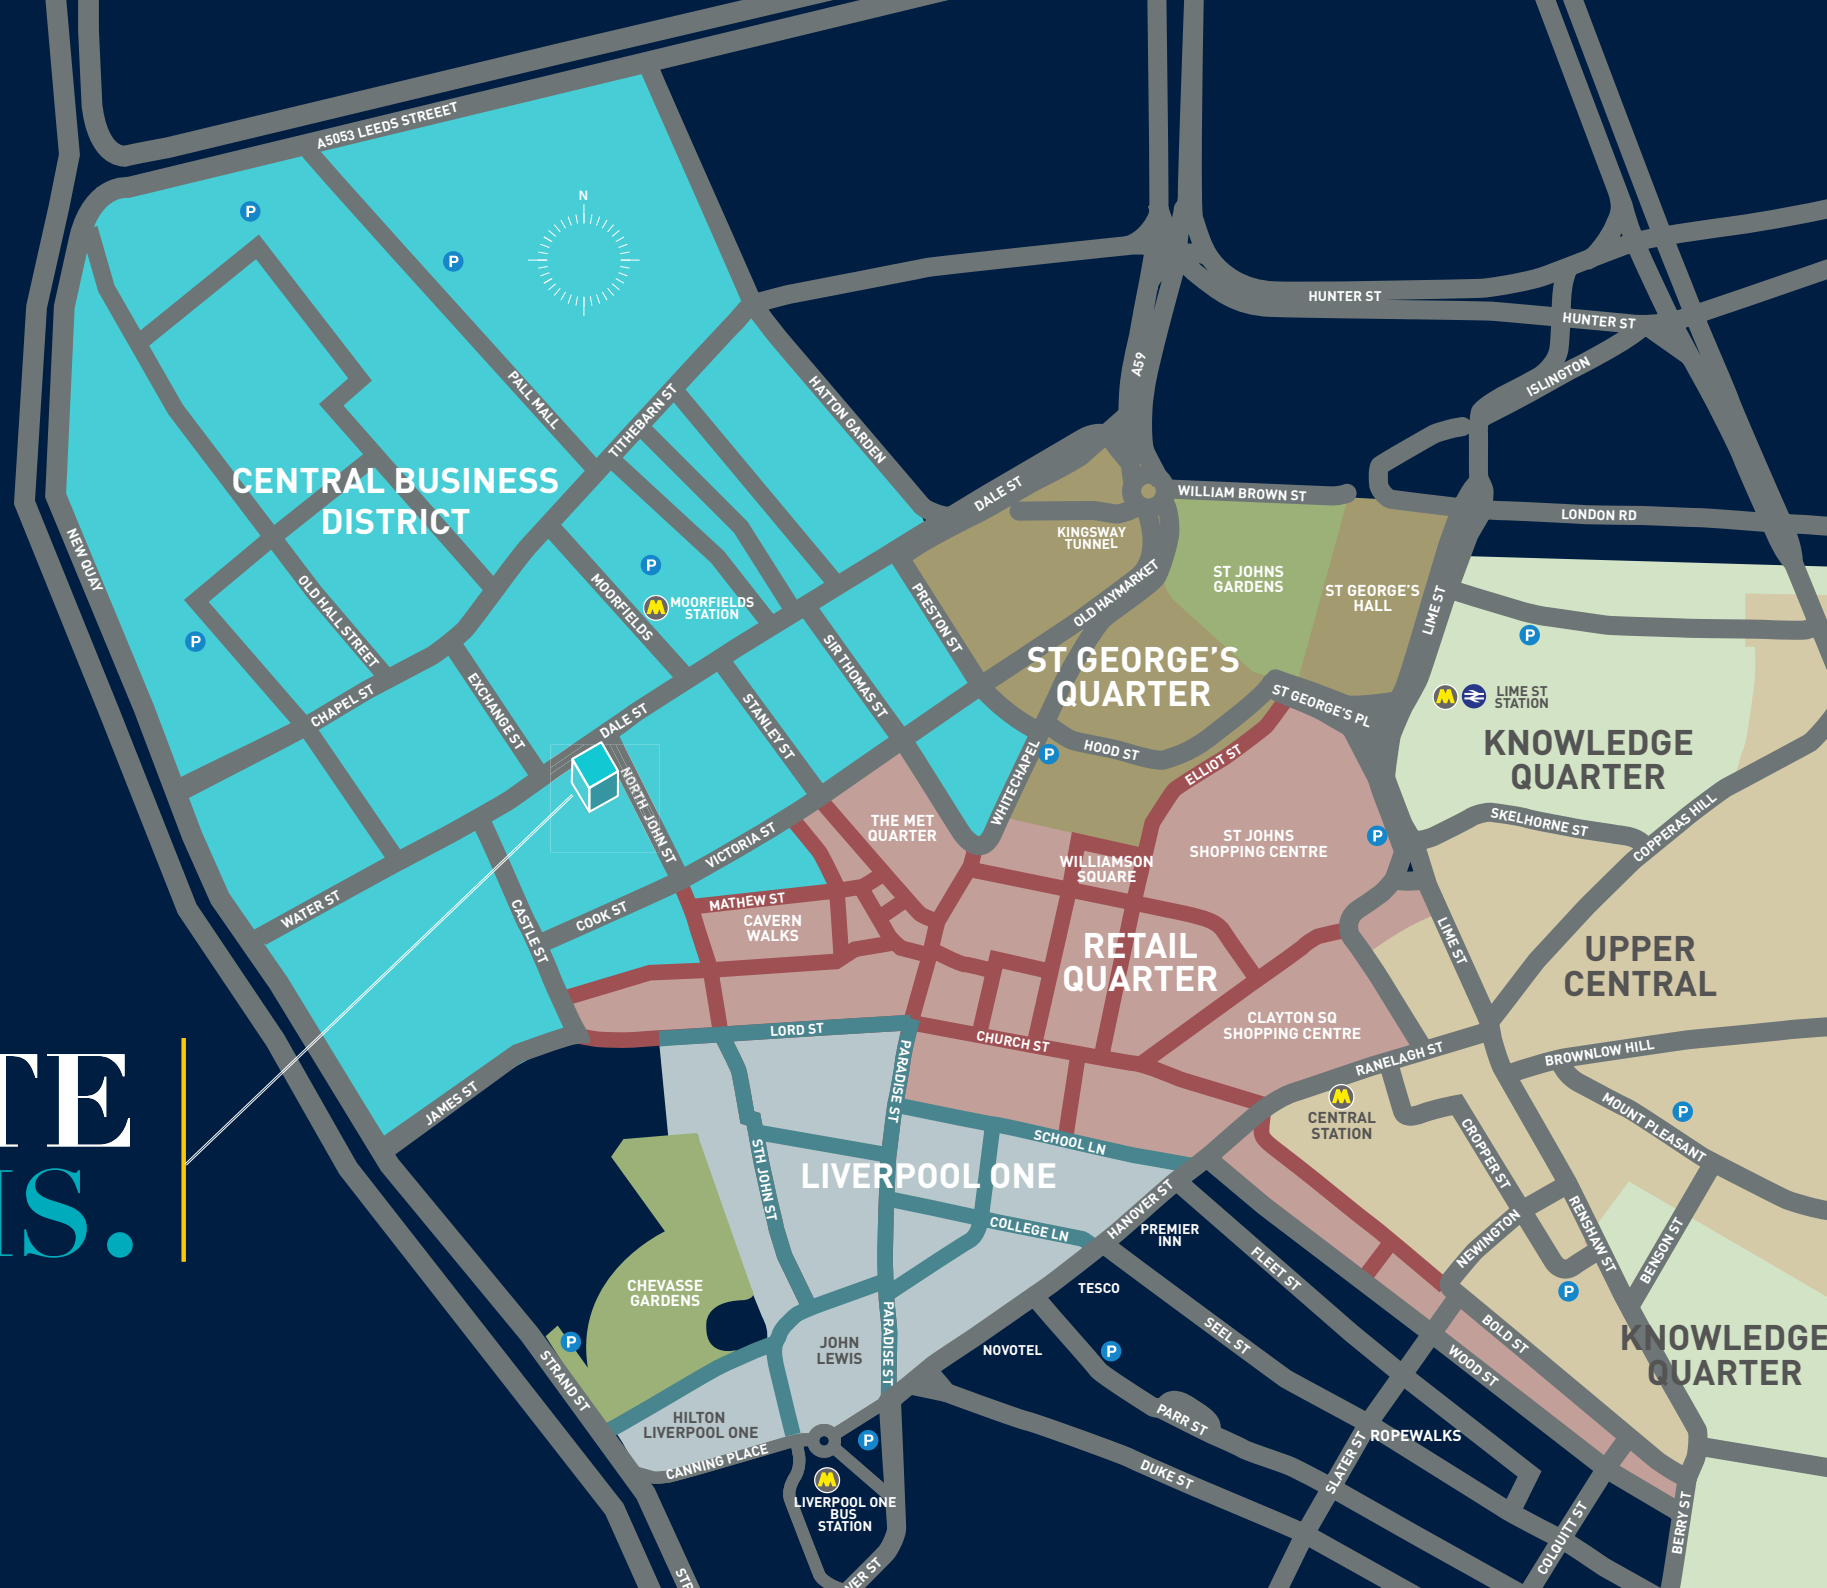 A5053 LEEDS STREEET
N
P
P
PALL MALL
TITHEBARN ST
HATTON GARDEN
A59
HUNTER ST
HUNTER ST
ISLINGTON
CENTRAL BUSINESS
DISTRICT
DALE ST
WILLIAM BROWN ST
LONDON RD
KINGSWAY
TUNNEL
NEW QUAY
OLD HALL STREET
P
MOORFIELDS
M
MOORFIELDS
STATION
PRESTON ST
OLD HAYMARKET
ST JOHNS
GARDENS
ST GEORGE'S
HALL
LIME ST
P
P
SIR THOMAS ST
ST GEORGE'S
QUARTER
M
LIME ST
STATION
CHAPEL ST
EXCHANGE ST
DALE ST
STANLEY ST
ST GEORGE'S PL
KNOWLEDGE
QUARTER
HOOD ST
P
WHITECHAPEL
ELLIOT ST
NORTH JOHN ST
THE MET
QUARTER
VICTORIA ST
ST JOHNS
SHOPPING CENTRE
P
SKELHORNE ST
COPPERAS HILL
WILLIAMSON
SQUARE
WATER ST
CASTLE ST
COOK ST
MATHEW ST
CAVERN
WALKS
RETAIL
QUARTER
LIME ST
UPPER
CENTRAL
LORD ST
CHURCH ST
CLAYTON SQ
SHOPPING CENTRE
TE
IS.
JAMES ST
PARADISE ST
RANELAGH ST
BROWNLOW HILL
M
CENTRAL
STATION
MOUNT PLEASANT
P
SCHOOL LN
STH JOHN ST
LIVERPOOL ONE
CROPPER ST
COLLEGE LN
HANOVER ST
PREMIER
INN
NEWINGTON
RENSHAW ST
BENSON ST
CHEVASSE
GARDENS
TESCO
FLEET ST
P
P
STRAND ST
JOHN
LEWIS
PARADISE ST
NOVOTEL
P
SEEL ST
BOLD ST
WOOD ST
KNOWLEDGE
QUARTER
HILTON
LIVERPOOL ONE
CANNING PLACE
P
PARR ST
ROPEWALKS
M
LIVERPOOL ONE
BUS
STATION
DUKE ST
SLATER ST
COLQUITT ST
BERRY ST
STR
VER ST